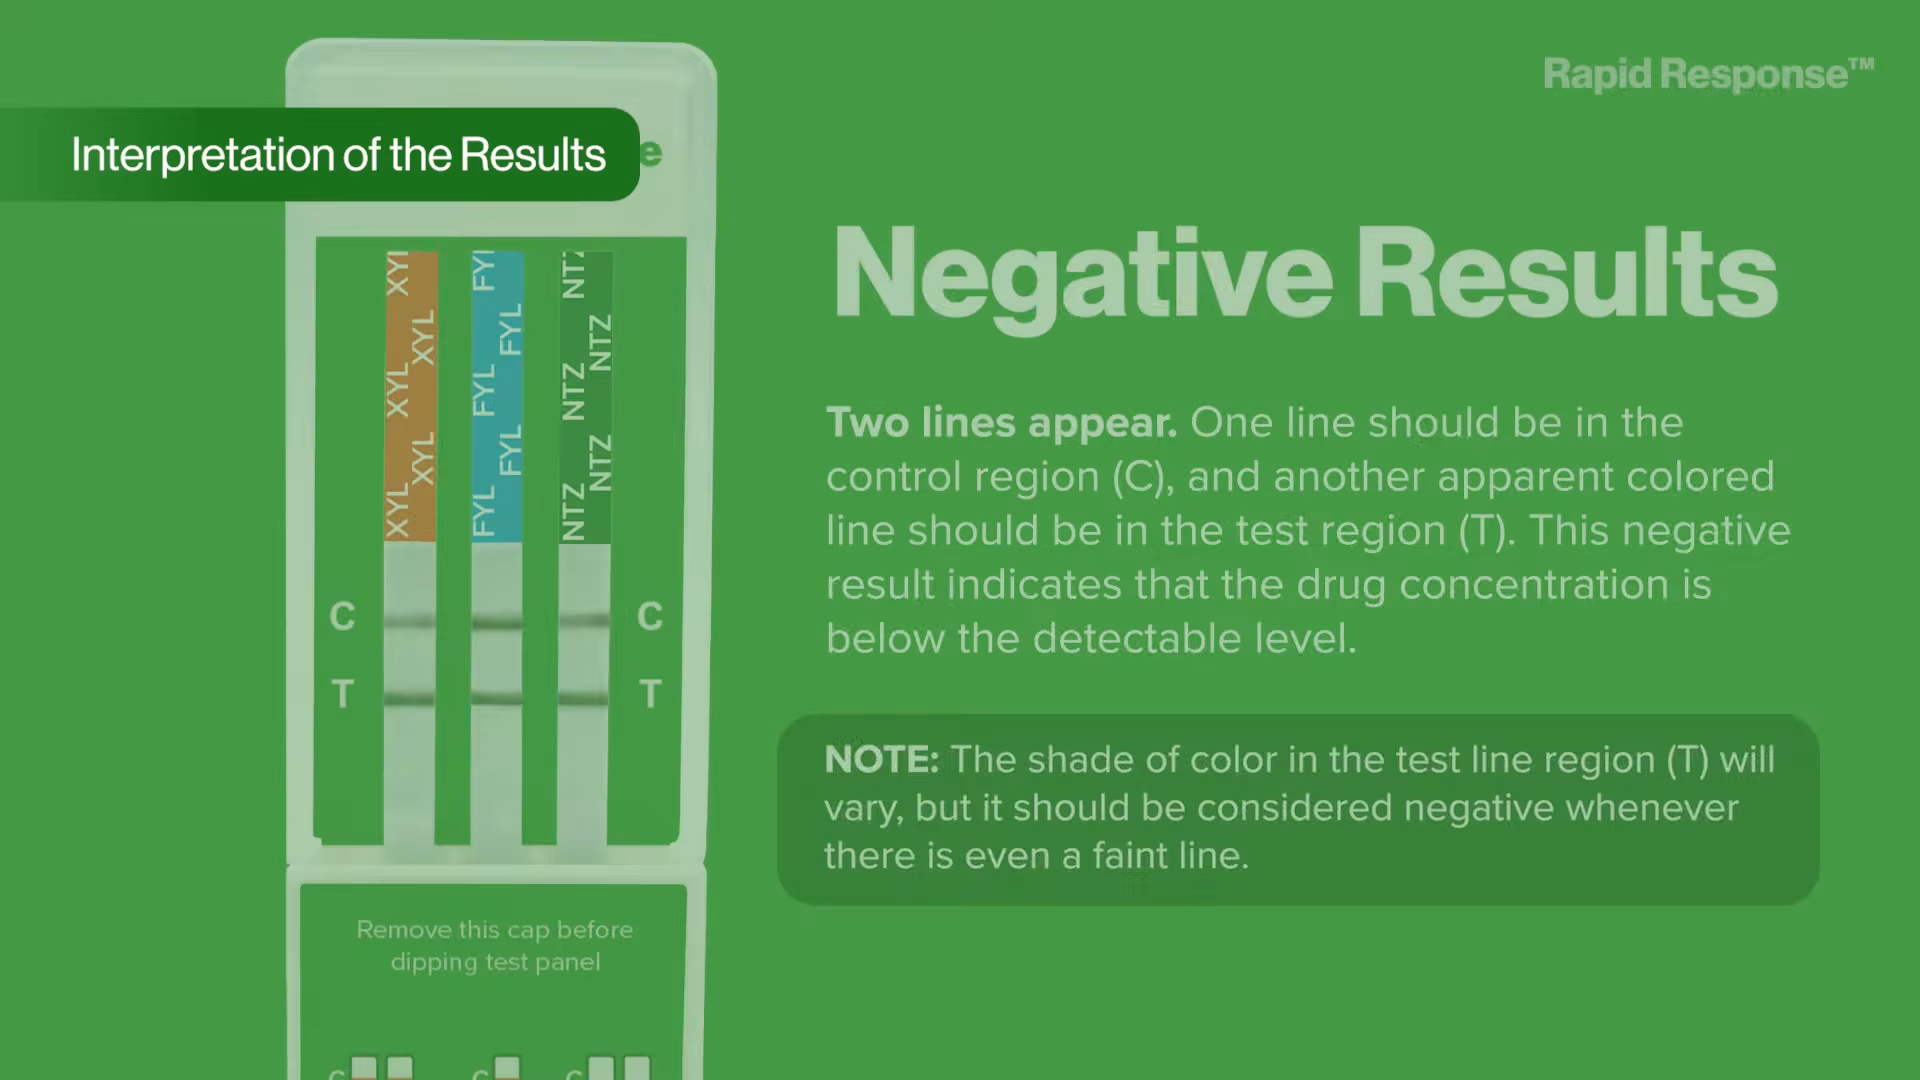 Rapid Response™
Interpretation of the Results
e
Negative Results
Two lines appear. One line should be in the
control region (C), and another apparent colored
line should be in the test region (T). This negative
result indicates that the drug concentration is
below the detectable level.
NOTE: The shade of color in the test line region (T) will
vary, but it should be considered negative whenever
there is even a faint line.
XYL XYL XYL XYL XYL
FYL FYL FYL FYL FYL
NTZ NTZ NTZ NTZ NTZ
C C
T T
Remove this cap before
dipping test panel
C C C